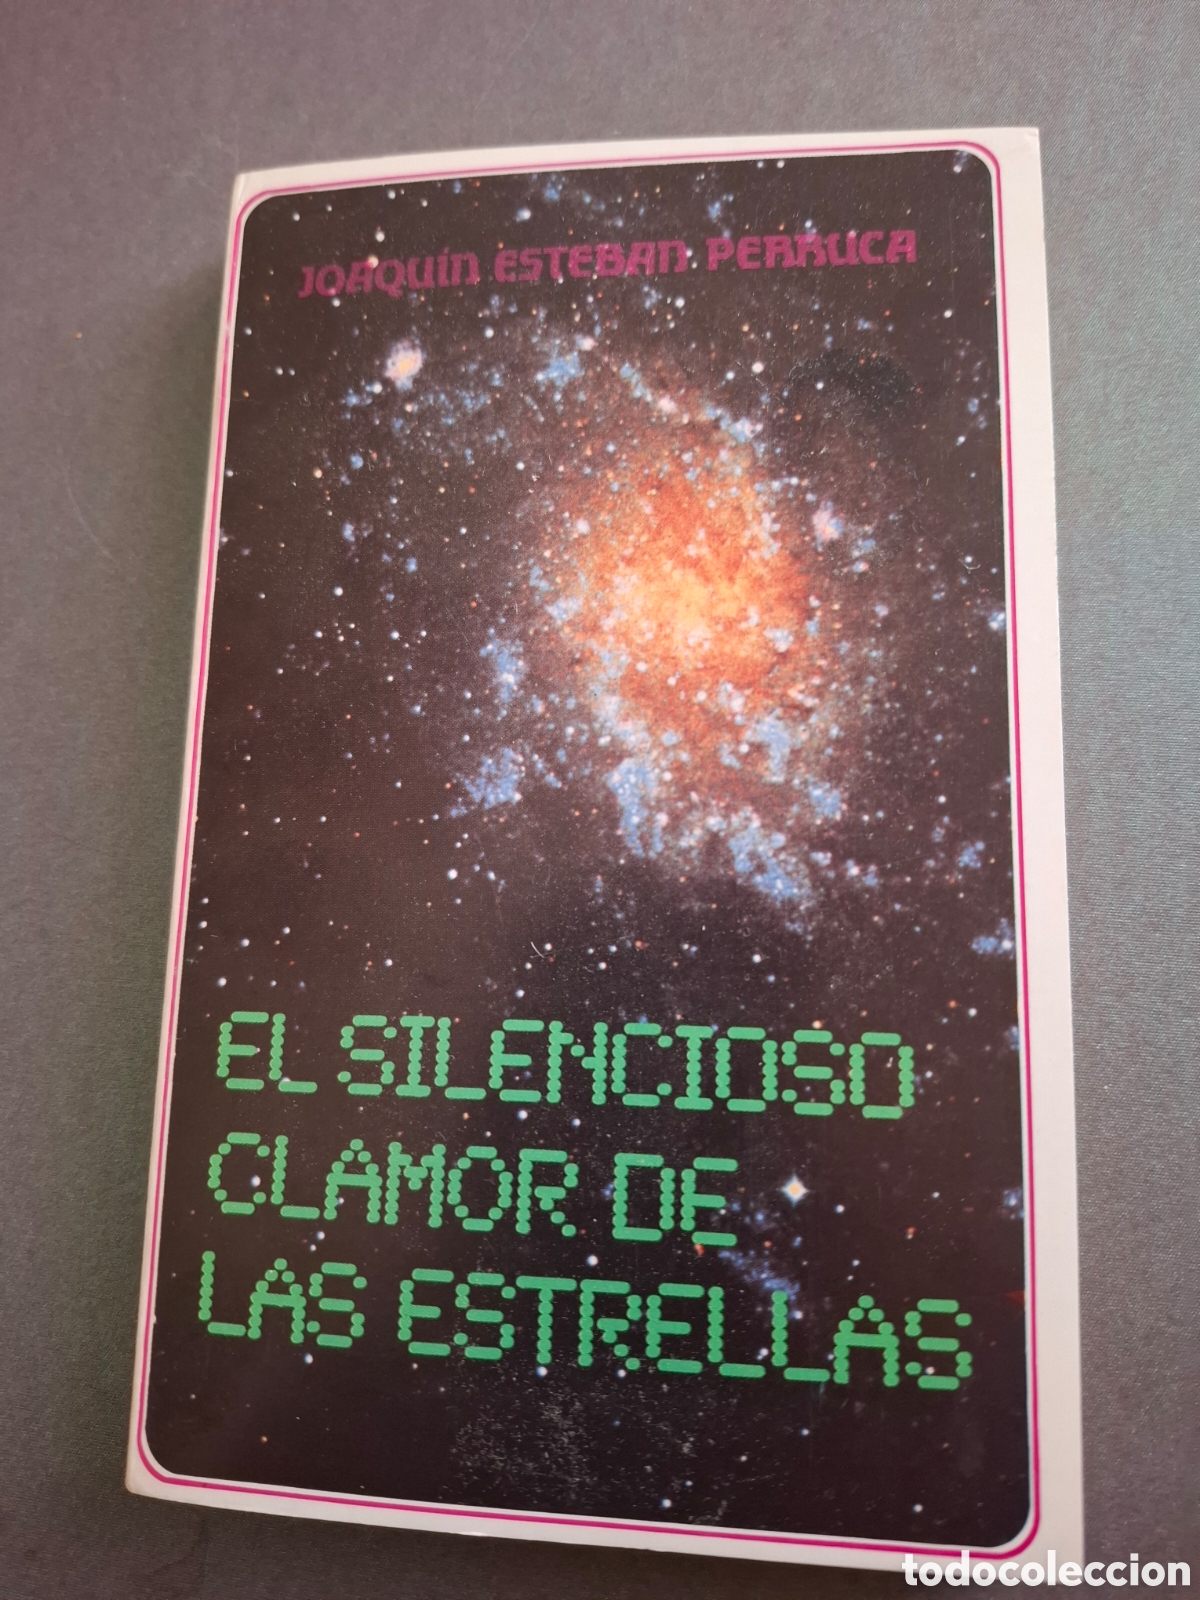 JOAQUÍN ESTEBAN PERRUCA
EL SILENCIOSO
CLAMOR DE
LAS ESTRELLAS
todocoleccion